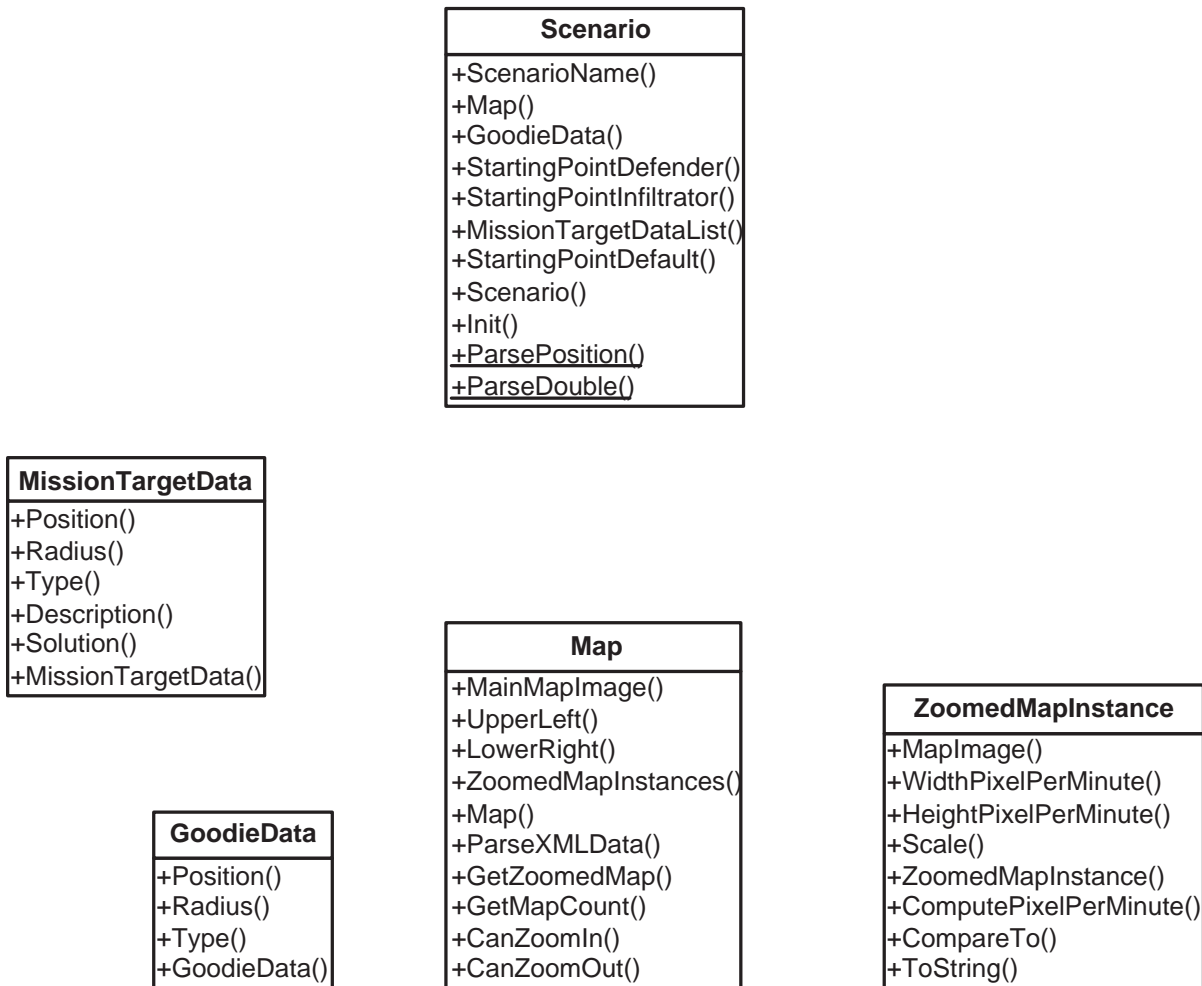 Scenario
+ScenarioName()
+Map()
+GoodieData()
+StartingPointDefender()
+StartingPointInfiltrator()
+MissionTargetDataList()
+StartingPointDefault()
+Scenario()
+Init()
+ParsePosition()
+ParseDouble()
MissionTargetData
+Position()
+Radius()
+Type()
+Description()
+Solution()
+MissionTargetData()
Map
+MainMapImage()
+UpperLeft()
+LowerRight()
+ZoomedMapInstances()
+Map()
+ParseXMLData()
+GetZoomedMap()
+GetMapCount()
+CanZoomIn()
+CanZoomOut()
ZoomedMapInstance
+MapImage()
+WidthPixelPerMinute()
+HeightPixelPerMinute()
+Scale()
+ZoomedMapInstance()
+ComputePixelPerMinute()
+CompareTo()
+ToString()
GoodieData
+Position()
+Radius()
+Type()
+GoodieData()